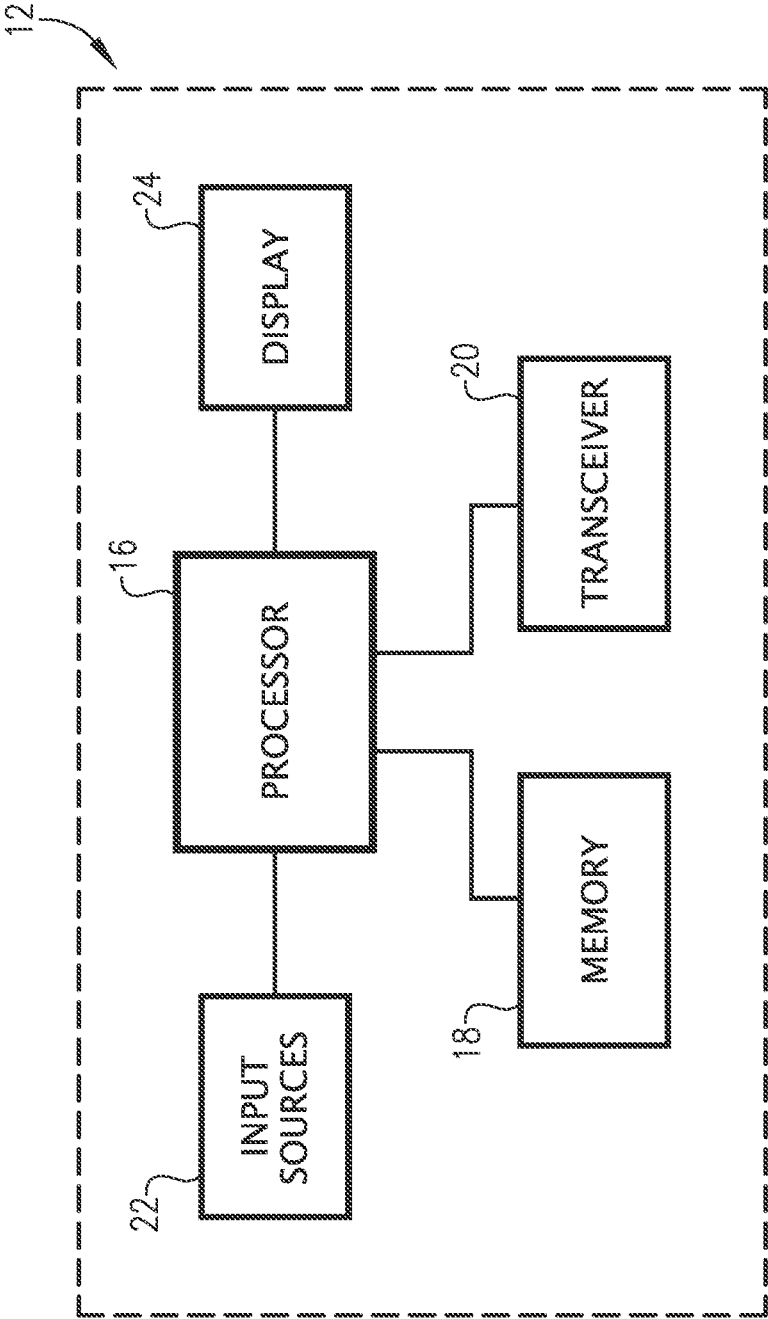 12
22
INPUT
SOURCES
16
PROCESSOR
24
DISPLAY
18
MEMORY
20
TRANSCEIVER